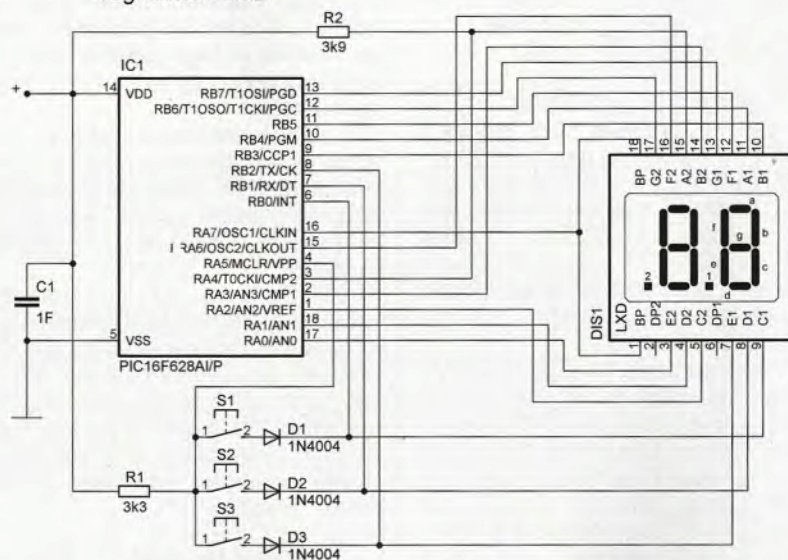 R2
3k9
IC1
14 VDD RB7/T1OSI/PGD 13
RB6/T1OSO/T1CKI/PGC 12
RB5 11
RB4/PGM 10
RB3/CCP1 9
RB2/TX/CK 8
RB1/RX/DT 7
RB0/INT 6
RA7/OSC1/CLKIN 16
RA6/OSC2/CLKOUT 15
RA5/MCLR/VPP 4
RA4/T0CKI/CMP2 3
RA3/AN3/CMP1 2
RA2/AN2/VREF 1
RA1/AN1 18
5 VSS RA0/AN0 17
PIC16F628AI/P
+
C1
1F
18 17 16 15 14 13 12 11 10
BP G2 F2 A2 B2 G1 F1 A1 B1
a
f b
g
e c
2 1 d
DIS1
LXD
BP DP2 E2 D2 C2 DP1 E1 D1 C1
1 2 3 4 5 6 7 8 9
S1
1 2 D1
1N4004
S2
1 2 D2
1N4004
S3
1 2 D3
1N4004
R1
3k3